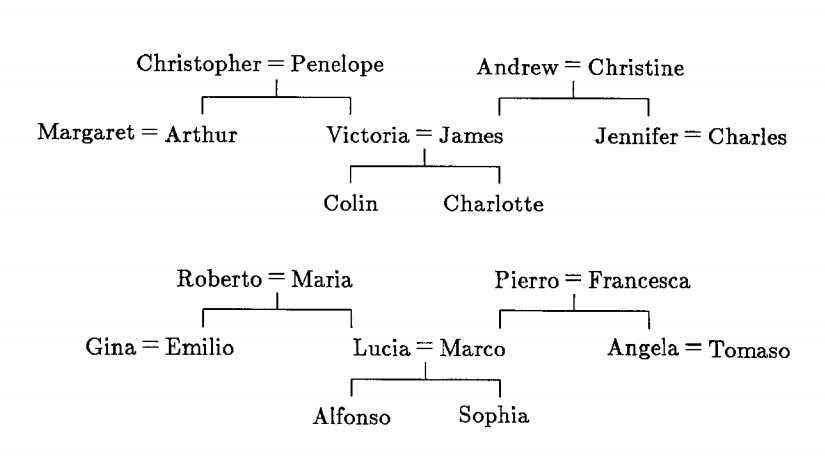 Christopher = Penelope Andrew = Christine
Margaret = Arthur Victoria = James Jennifer = Charles
Colin Charlotte
Roberto = Maria Pierro = Francesca
Gina = Emilio Lucia = Marco Angela = Tomaso
Alfonso Sophia